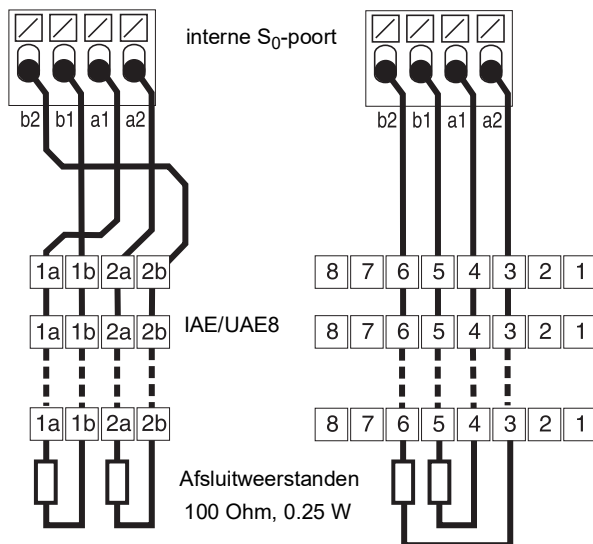 interne S₀-poort
b2 b1 a1 a2
b2 b1 a1 a2
1a 1b 2a 2b
8 7 6 5 4 3 2 1
1a 1b 2a 2b
IAE/UAE8
8 7 6 5 4 3 2 1
1a 1b 2a 2b
8 7 6 5 4 3 2 1
Afsluitweerstanden
100 Ohm, 0.25 W